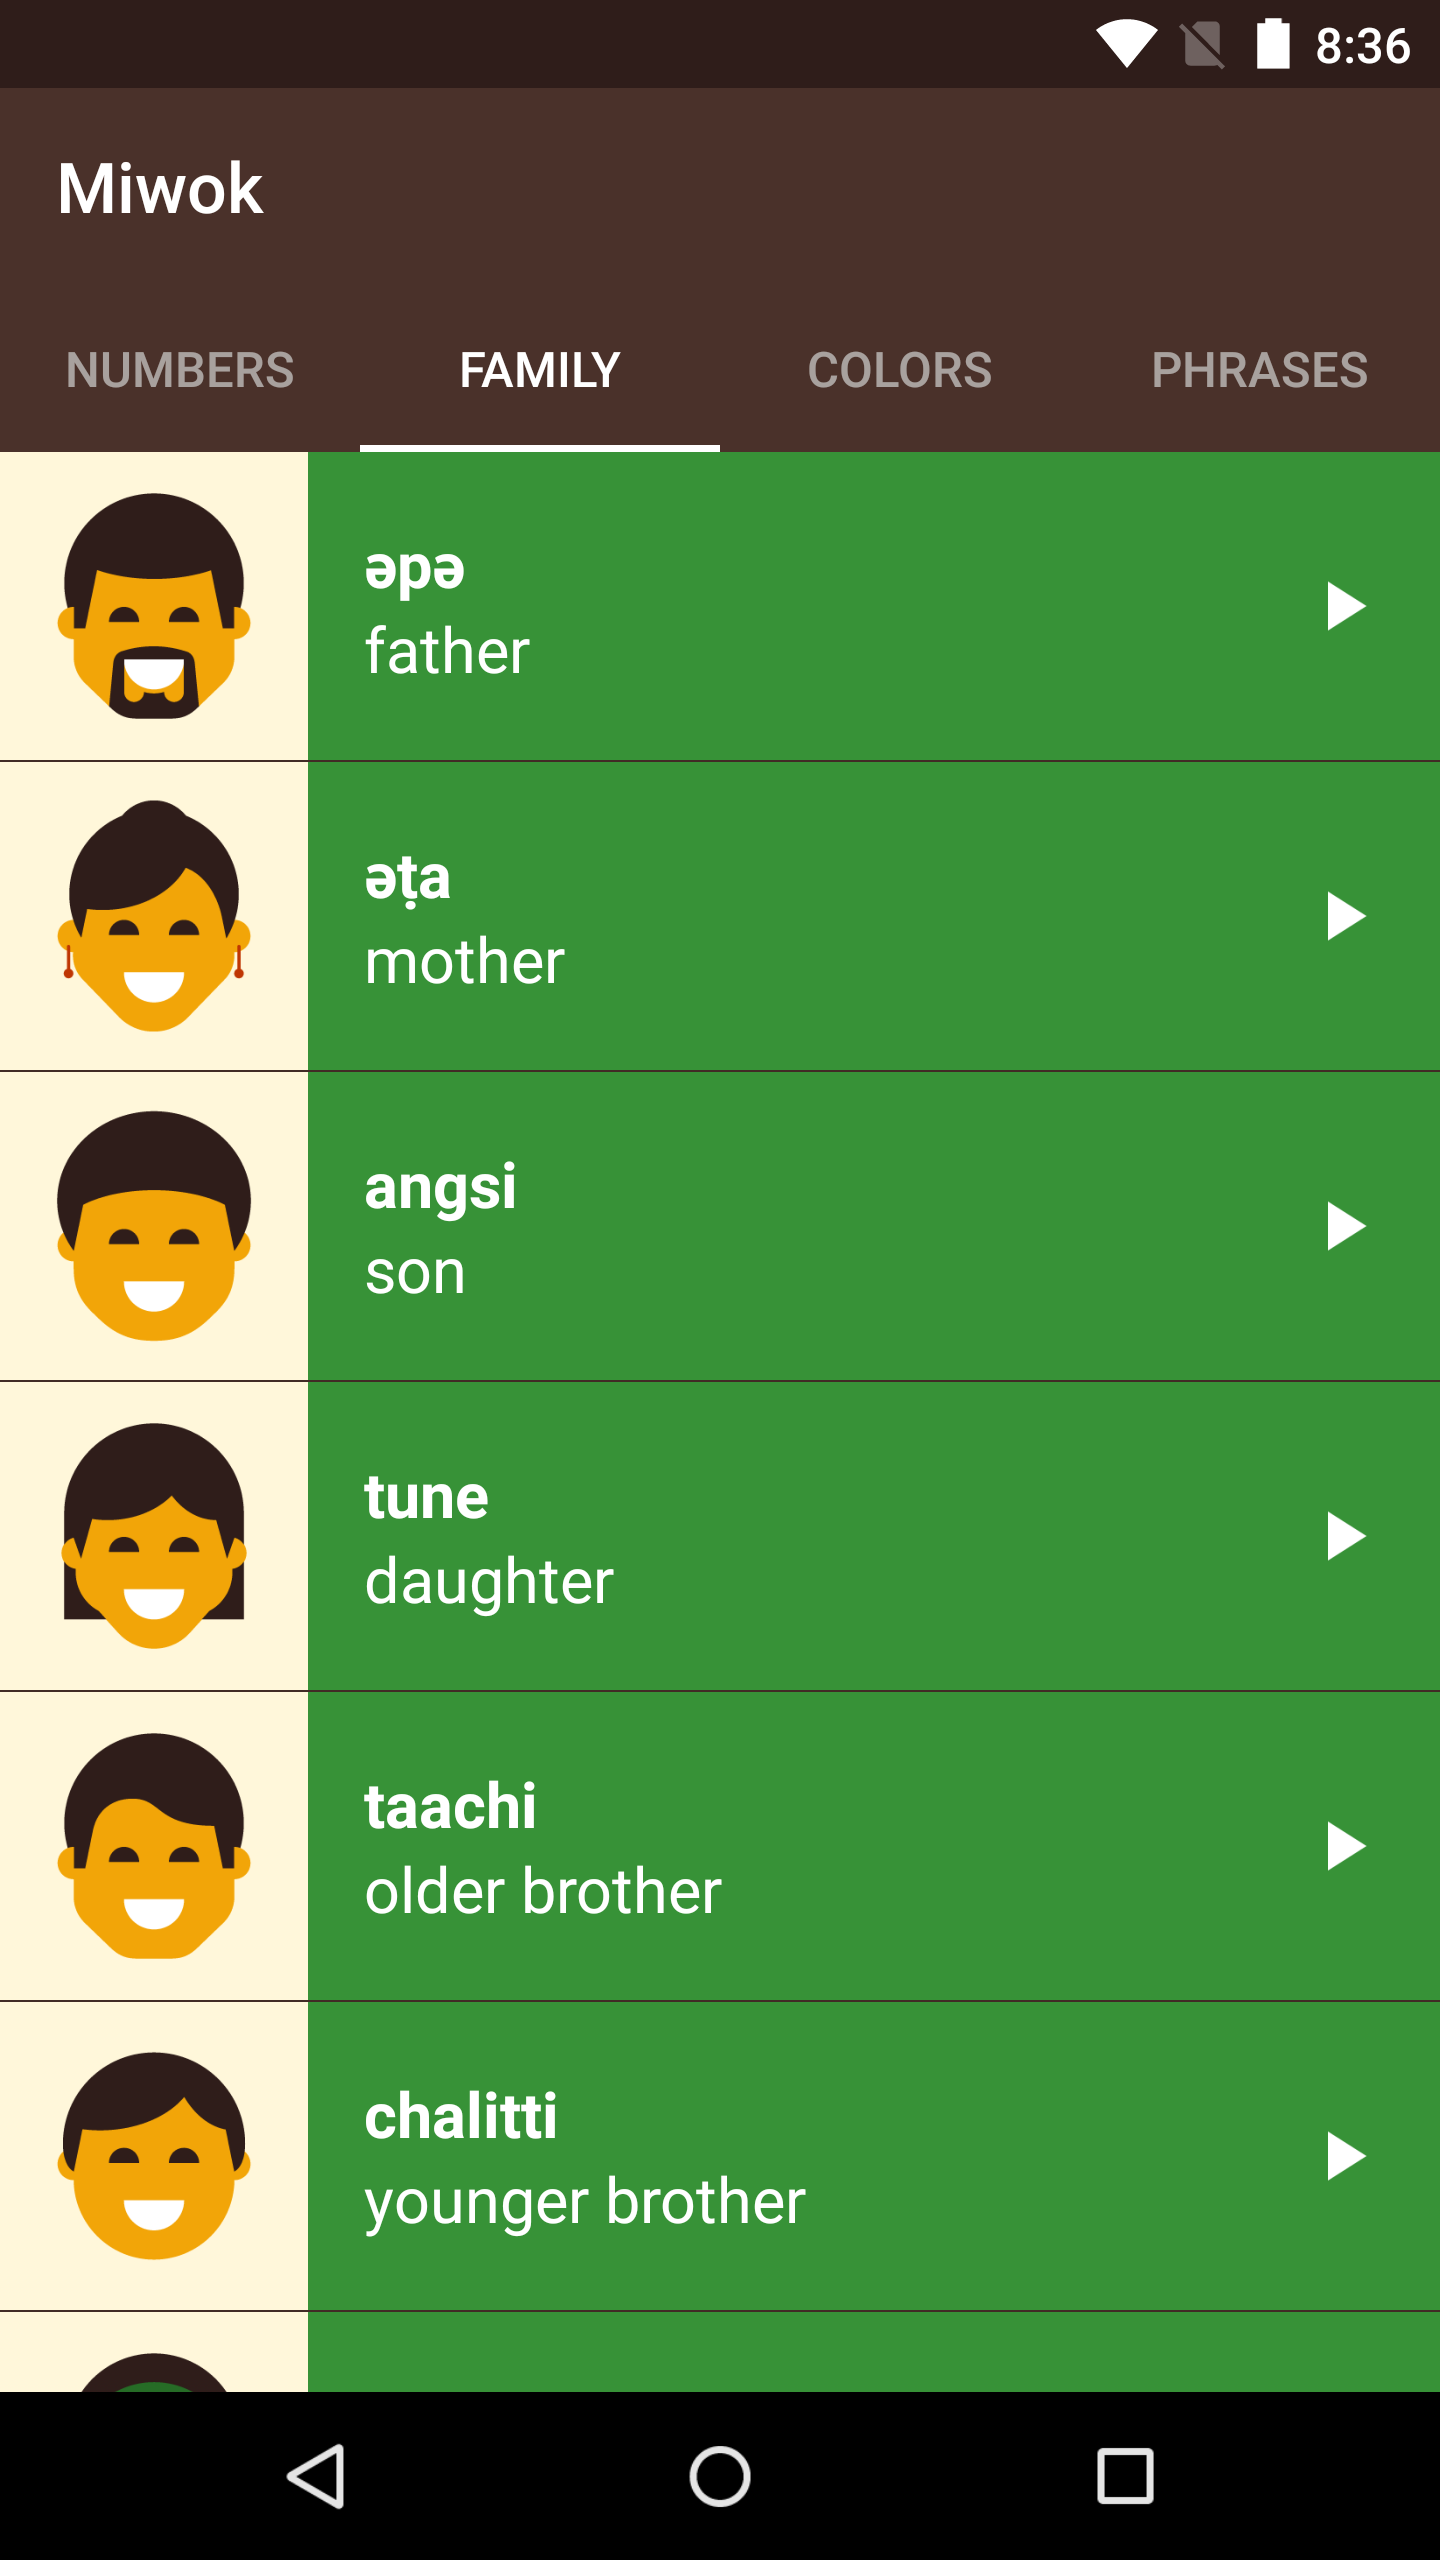 8:36
Miwok
NUMBERS FAMILY COLORS PHRASES
əpə
father
əṭa
mother
angsi
son
tune
daughter
taachi
older brother
chalitti
younger brother